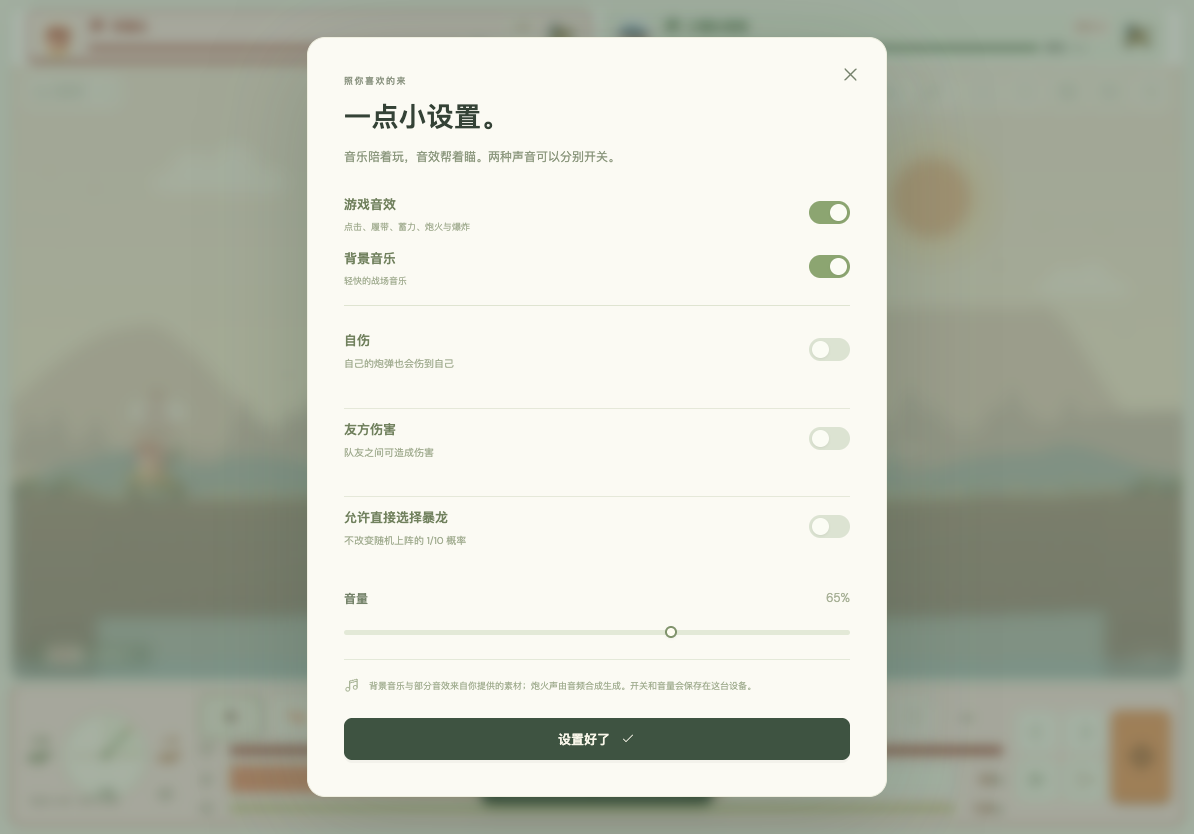 照你喜欢的来
一点小设置。
音乐陪着玩，音效帮着瞄。两种声音可以分别开关。
游戏音效
点击、履带、蓄力、炮火与爆炸
背景音乐
轻快的战场音乐
自伤
自己的炮弹也会伤到自己
友方伤害
队友之间可造成伤害
允许直接选择暴龙
不改变随机上阵的 1/10 概率
音量
65%
背景音乐与部分音效来自你提供的素材；炮火声由音频合成生成。开关和音量会保存在这台设备。
设置好了